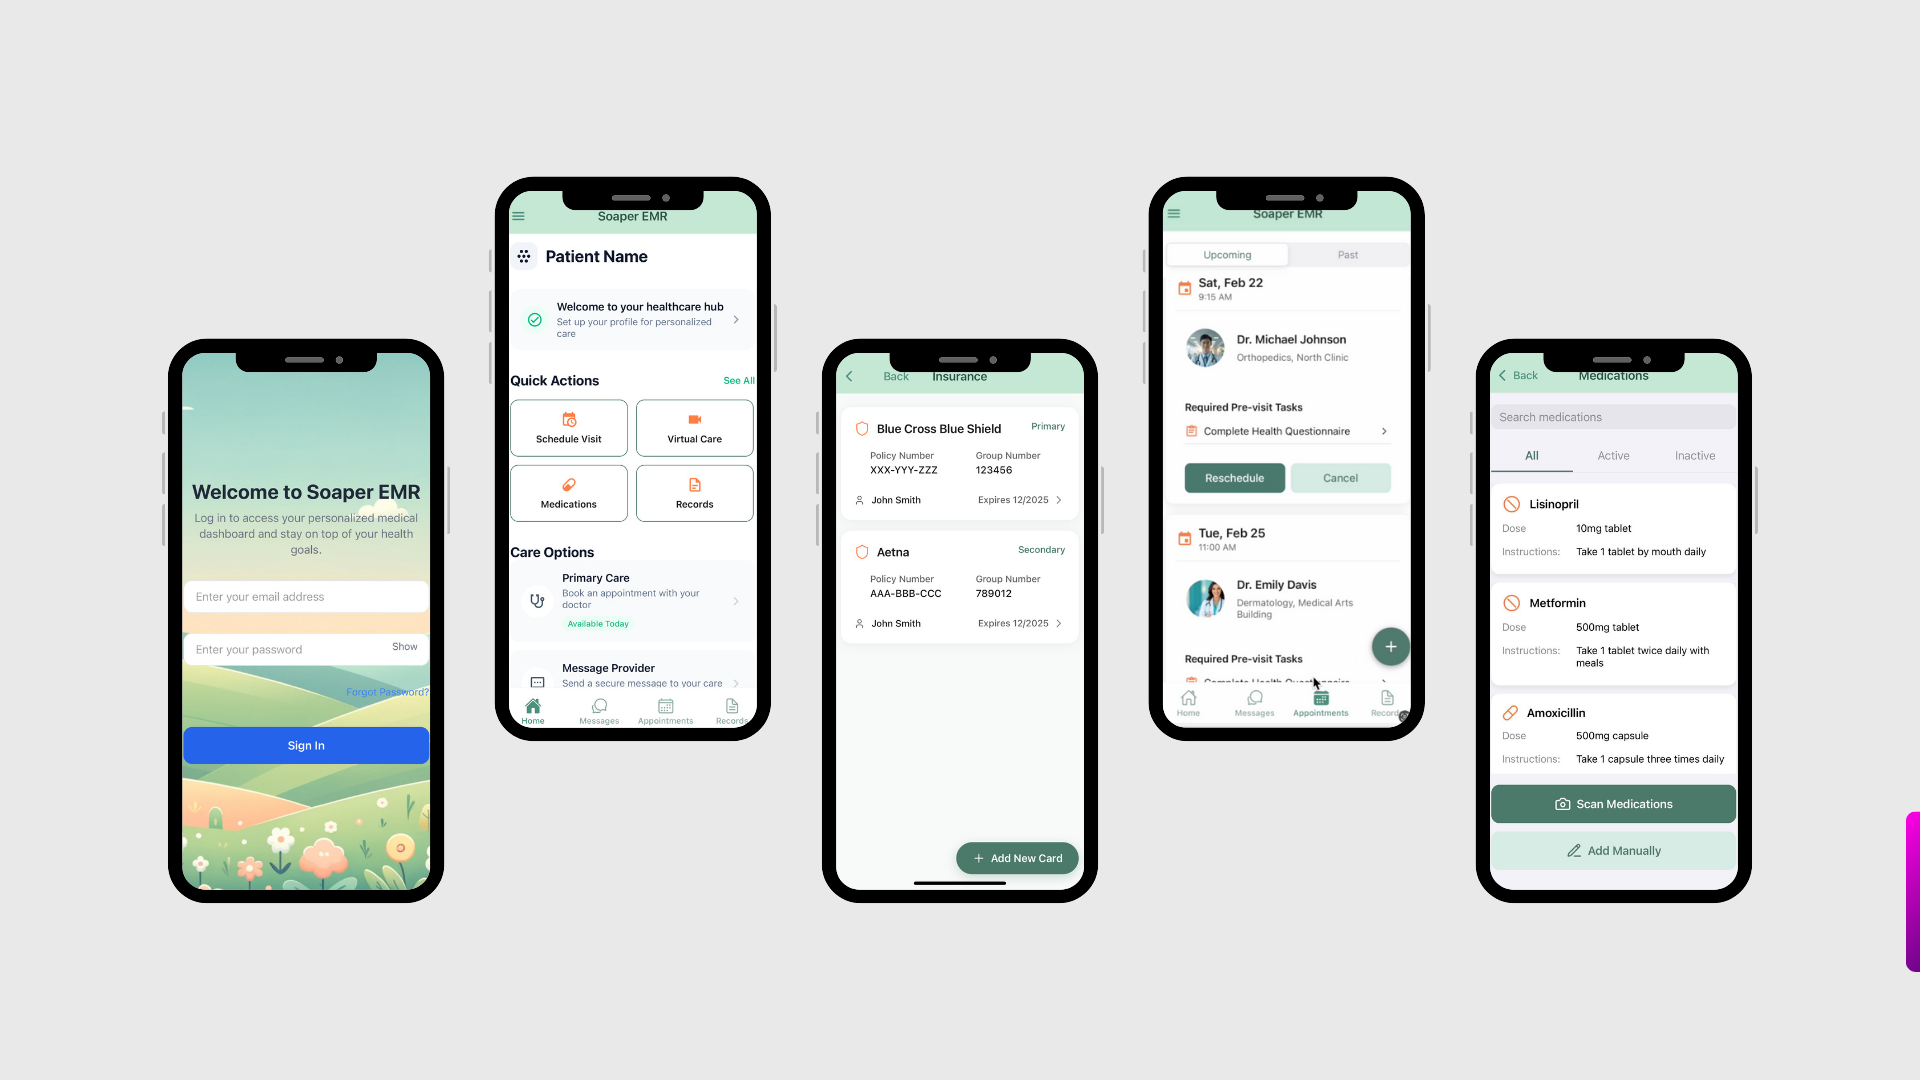 Welcome to Soaper EMR
Log in to access your personalized medical
dashboard and stay on top of your health
goals.
Enter your email address
Enter your password
Show
Forgot Password?
Sign In
Soaper EMR
Patient Name
Welcome to your healthcare hub
Set up your profile for personalized
care
Quick Actions
See All
Schedule Visit
Virtual Care
Medications
Records
Care Options
Primary Care
Book an appointment with your
doctor
Available Today
Message Provider
Send a secure message to your care
Home
Messages
Appointments
Records
Back
Insurance
Blue Cross Blue Shield
Primary
Policy Number
Group Number
XXX-YYY-ZZZ
123456
John Smith
Expires 12/2025
Aetna
Secondary
Policy Number
Group Number
AAA-BBB-CCC
789012
John Smith
Expires 12/2025
Add New Card
Soaper EMR
Upcoming
Past
Sat, Feb 22
9:15 AM
Dr. Michael Johnson
Orthopedics, North Clinic
Required Pre-visit Tasks
Complete Health Questionnaire
Reschedule
Cancel
Tue, Feb 25
11:00 AM
Dr. Emily Davis
Dermatology, Medical Arts
Building
Required Pre-visit Tasks
Complete Health Questionnaire
Home
Messages
Appointments
Records
Back
Medications
Search medications
All
Active
Inactive
Lisinopril
Dose
10mg tablet
Instructions:
Take 1 tablet by mouth daily
Metformin
Dose
500mg tablet
Instructions:
Take 1 tablet twice daily with
meals
Amoxicillin
Dose
500mg capsule
Instructions:
Take 1 capsule three times daily
Scan Medications
Add Manually